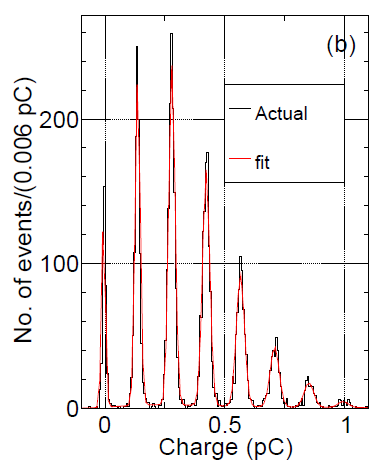 (b)
No. of events/(0.006 pC)
200
100
0
Actual
fit
0
0.5
1
Charge (pC)